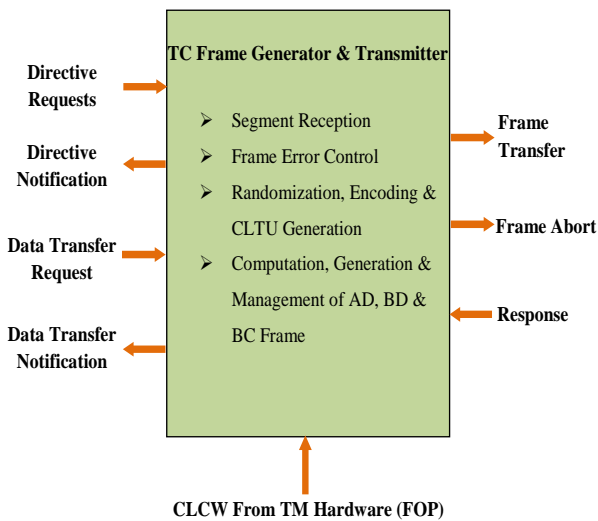 TC Frame Generator & Transmitter
Directive
Requests
Directive
Notification
Data Transfer
Request
Data Transfer
Notification
➢ Segment Reception
➢ Frame Error Control
➢ Randomization, Encoding &
CLTU Generation
➢ Computation, Generation &
Management of AD, BD &
BC Frame
Frame
Transfer
Frame Abort
Response
CLCW From TM Hardware (FOP)